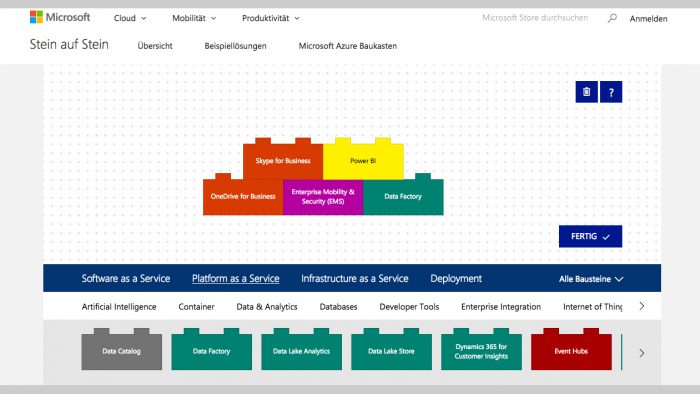 Microsoft Cloud Mobilität Produktivität Microsoft Store durchsuchen Anmelden
Stein auf Stein Übersicht Beispiellösungen Microsoft Azure Baukasten
?
Skype for Business Power BI
OneDrive for Business Enterprise Mobility & Security (EMS) Data Factory
FERTIG
Software as a Service Platform as a Service Infrastructure as a Service Deployment Alle Bausteine
Artificial Intelligence Container Data & Analytics Databases Developer Tools Enterprise Integration Internet of Thing
Data Catalog Data Factory Data Lake Analytics Data Lake Store Dynamics 365 for Customer Insights Event Hubs